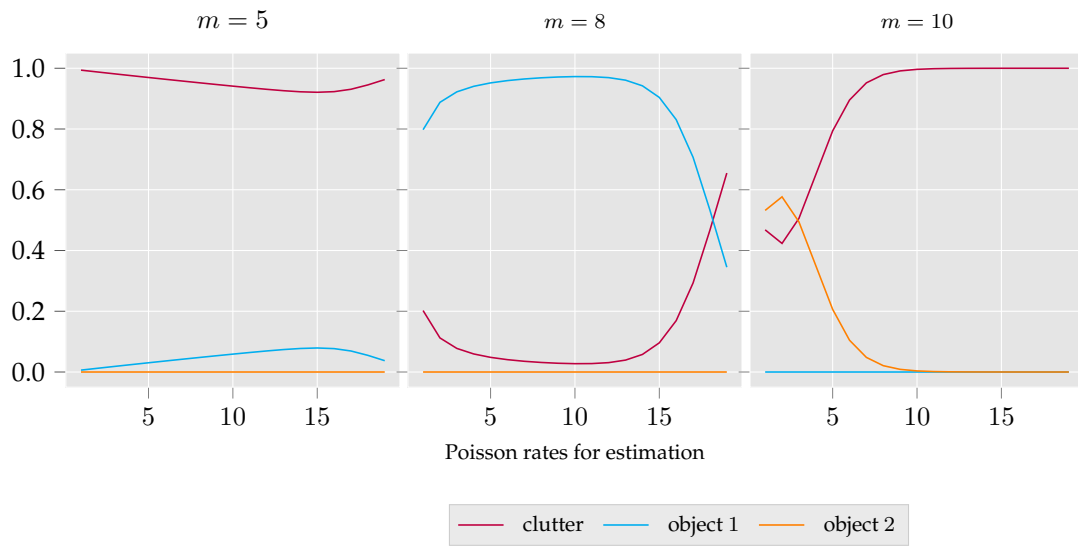 m = 5 m = 8 m = 10
1.0
0.8
0.6
0.4
0.2
0.0
5 10 15 5 10 15 5 10 15
Poisson rates for estimation
clutter object 1 object 2